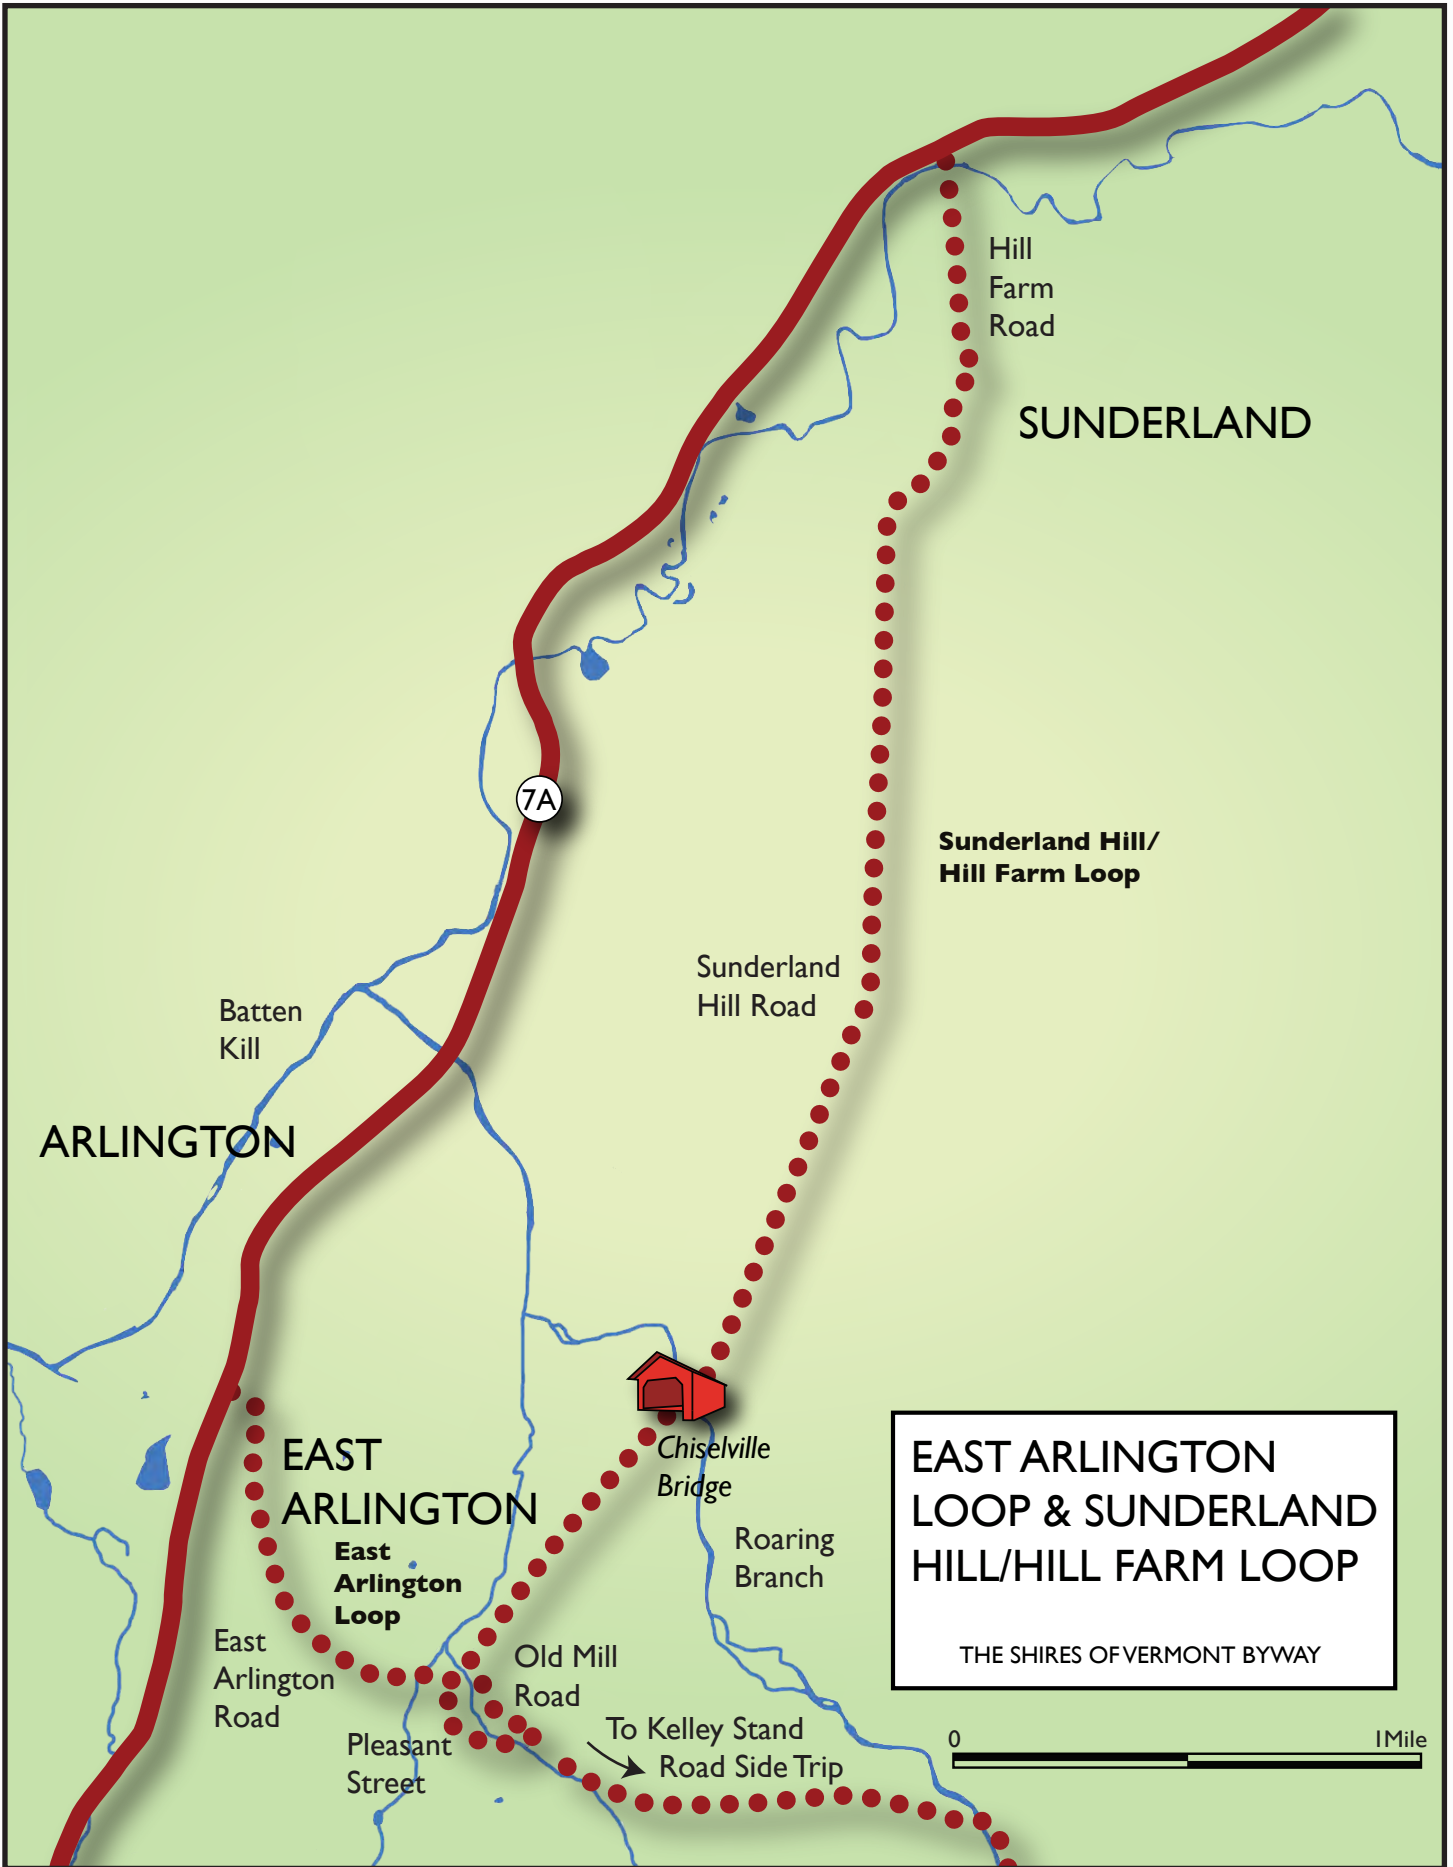 Hill
Farm
Road
SUNDERLAND
7A
Sunderland Hill/
Hill Farm Loop
Sunderland
Hill Road
Batten
Kill
ARLINGTON
EAST
ARLINGTON
East
Arlington
Loop
Chiselville
Bridge
Roaring
Branch
East
Arlington
Road
Old Mill
Road
Pleasant
Street
To Kelley Stand
Road Side Trip
EAST ARLINGTON
LOOP & SUNDERLAND
HILL/HILL FARM LOOP
THE SHIRES OF VERMONT BYWAY
0 1 Mile